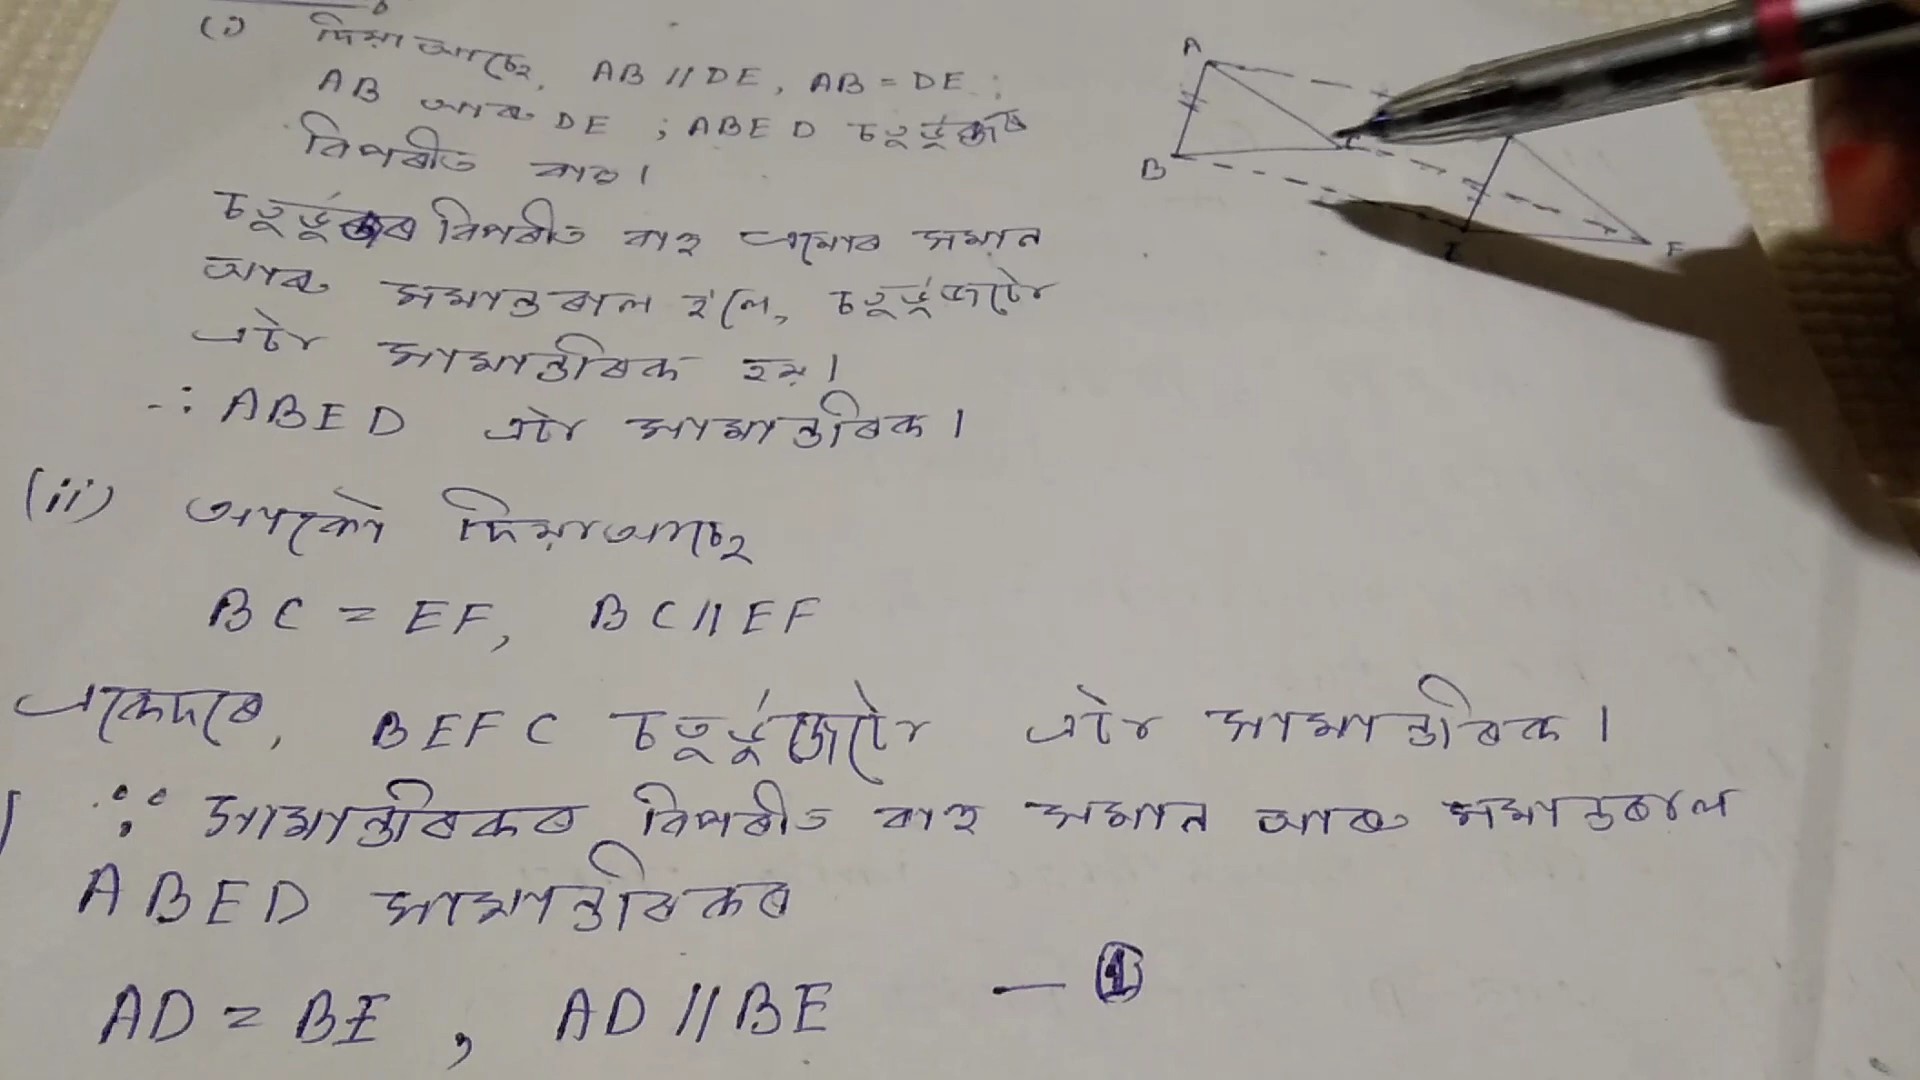 (i) দিয়া আছে, AB // DE, AB = DE ;
AB আৰু DE ; ABED চতুৰ্ভুজৰ
বিপৰীত বাহু।
চতুৰ্ভুজৰ বিপৰীত বাহু এযোৰ সমান
আৰু সমান্তৰাল হ'লে, চতুৰ্ভুজটো
এটা সামান্তৰিক হয়।
∴ ABED এটা সামান্তৰিক।
(ii) আকৌ দিয়া আছে
BC = EF, BC // EF
একেদৰে, BEFC চতুৰ্ভুজটো এটা সামান্তৰিক।
∵ সামান্তৰিকৰ বিপৰীত বাহু সমান আৰু সমান্তৰাল
ABED সামান্তৰিকৰ
AD = BE, AD // BE — ①
A
B
C
E
F